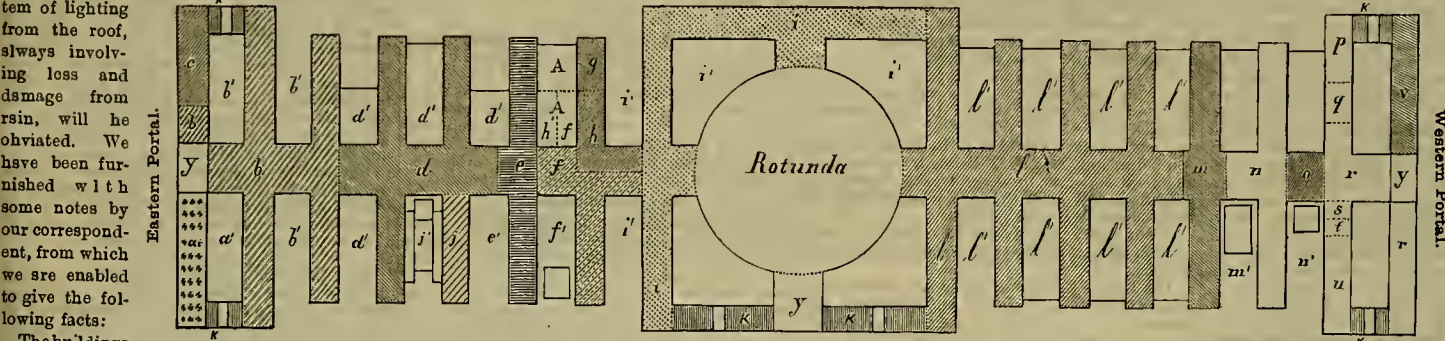 tem of lighting
from the roof,
slways involv-
ing loss and
dsmage from
rsin, will he
ohviated. We
hsve been fur-
nished with
some notes by
our correspond-
ent, from which
we sre enabled
to give the fol-
lowing facts:
The buildings
Eastern Portal.
K
c
b'
b'
d'
d'
d'
A
g
i'
b
A
h f
h
y
b
d
e
f
a
a'
b'
d'
j'
j
e'
f'
i'
K
i
i'
i'
Rotunda
i
K
y
K
l'
l'
l'
l'
l
m
n
o
r
y
l
l'
l'
l'
l'
m'
n'
K
p
q
v
s
t
u
r
K
Western Portal.